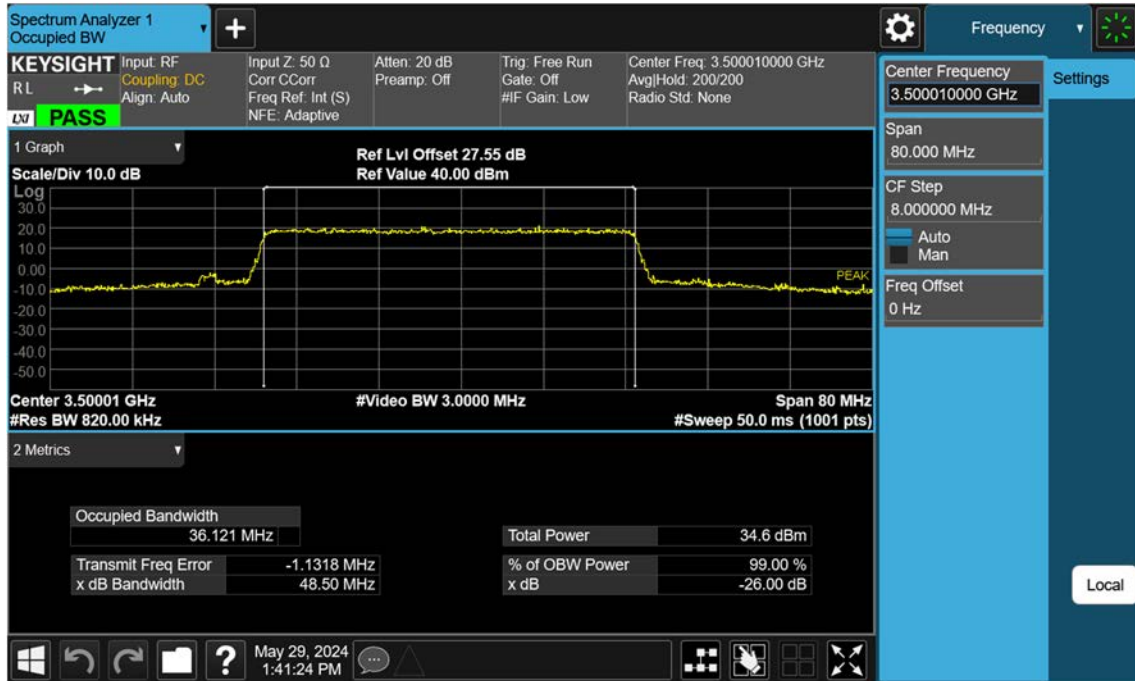 Spectrum Analyzer 1
Occupied BW
Frequency
KEYSIGHT
R L
LXI PASS
Input: RF
Coupling: DC
Align: Auto
Input Z: 50 Ω
Corr CCorr
Freq Ref: Int (S)
NFE: Adaptive
Atten: 20 dB
Preamp: Off
Trig: Free Run
Gate: Off
#IF Gain: Low
Center Freq: 3.500010000 GHz
Avg|Hold: 200/200
Radio Std: None
Center Frequency
3.500010000 GHz
Settings
Span
80.000 MHz
CF Step
8.000000 MHz
Auto
Man
Freq Offset
0 Hz
Local
1 Graph
Scale/Div 10.0 dB
Ref Lvl Offset 27.55 dB
Ref Value 40.00 dBm
Log
30.0
20.0
10.0
0.00
-10.0
-20.0
-30.0
-40.0
-50.0
PEAK
Center 3.50001 GHz
#Video BW 3.0000 MHz
Span 80 MHz
#Res BW 820.00 kHz
#Sweep 50.0 ms (1001 pts)
2 Metrics
Occupied Bandwidth
36.121 MHz
Total Power 34.6 dBm
Transmit Freq Error -1.1318 MHz
% of OBW Power 99.00 %
x dB Bandwidth 48.50 MHz
x dB -26.00 dB
?
May 29, 2024
1:41:24 PM